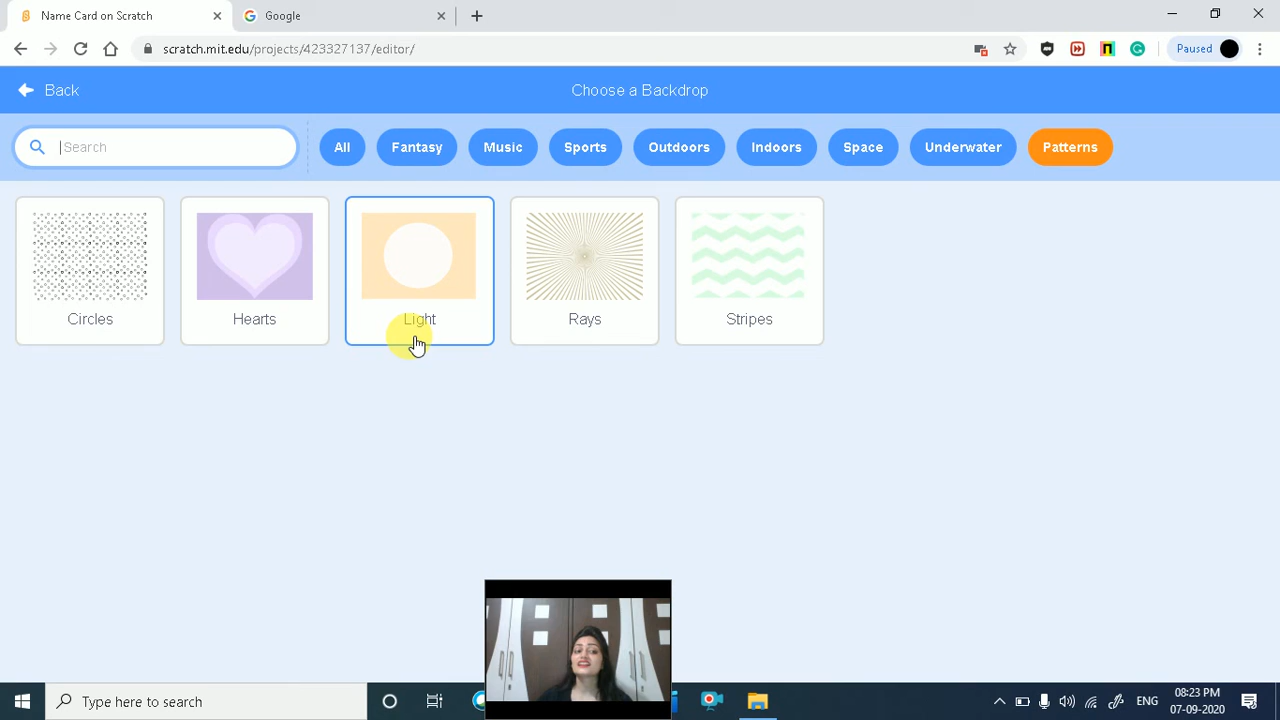 Name Card on Scratch
Google
scratch.mit.edu/projects/423327137/editor/
Paused
Back
Choose a Backdrop
Search
All
Fantasy
Music
Sports
Outdoors
Indoors
Space
Underwater
Patterns
Circles
Hearts
Light
Rays
Stripes
Type here to search
ENG
08:23 PM
07-09-2020